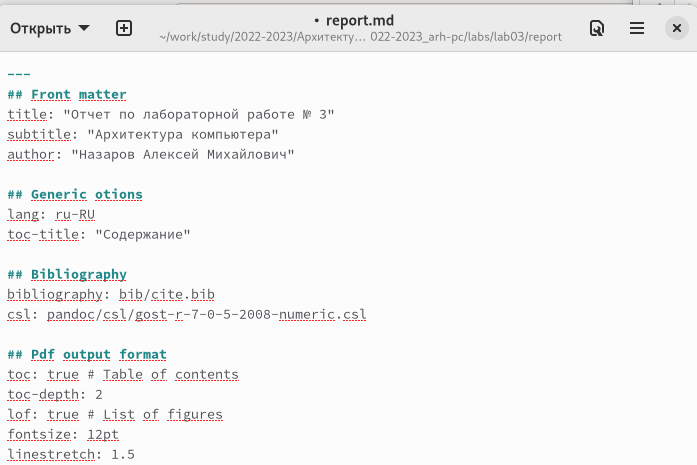 Открыть
• report.md
~/work/study/2022-2023/Архитекту… 022-2023_arh-pc/labs/lab03/report
---
## Front matter
title: "Отчет по лабораторной работе № 3"
subtitle: "Архитектура компьютера"
author: "Назаров Алексей Михайлович"
## Generic otions
lang: ru-RU
toc-title: "Содержание"
## Bibliography
bibliography: bib/cite.bib
csl: pandoc/csl/gost-r-7-0-5-2008-numeric.csl
## Pdf output format
toc: true # Table of contents
toc-depth: 2
lof: true # List of figures
fontsize: 12pt
linestretch: 1.5